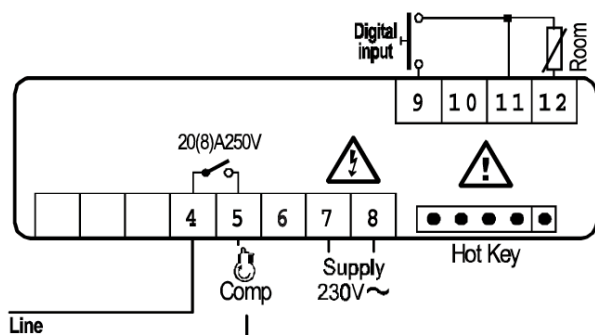 Digital
input
Room
9 10 11 12
20(8)A250V
4 5 6 7 8
Hot Key
Comp
Supply
230V~
Line